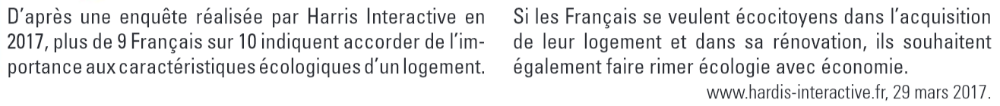 D'après une enquête réalisée par Harris Interactive en
2017, plus de 9 Français sur 10 indiquent accorder de l'im-
portance aux caractéristiques écologiques d'un logement.
Si les Français se veulent écocitoyens dans l'acquisition
de leur logement et dans sa rénovation, ils souhaitent
également faire rimer écologie avec économie.
www.hardis-interactive.fr, 29 mars 2017.